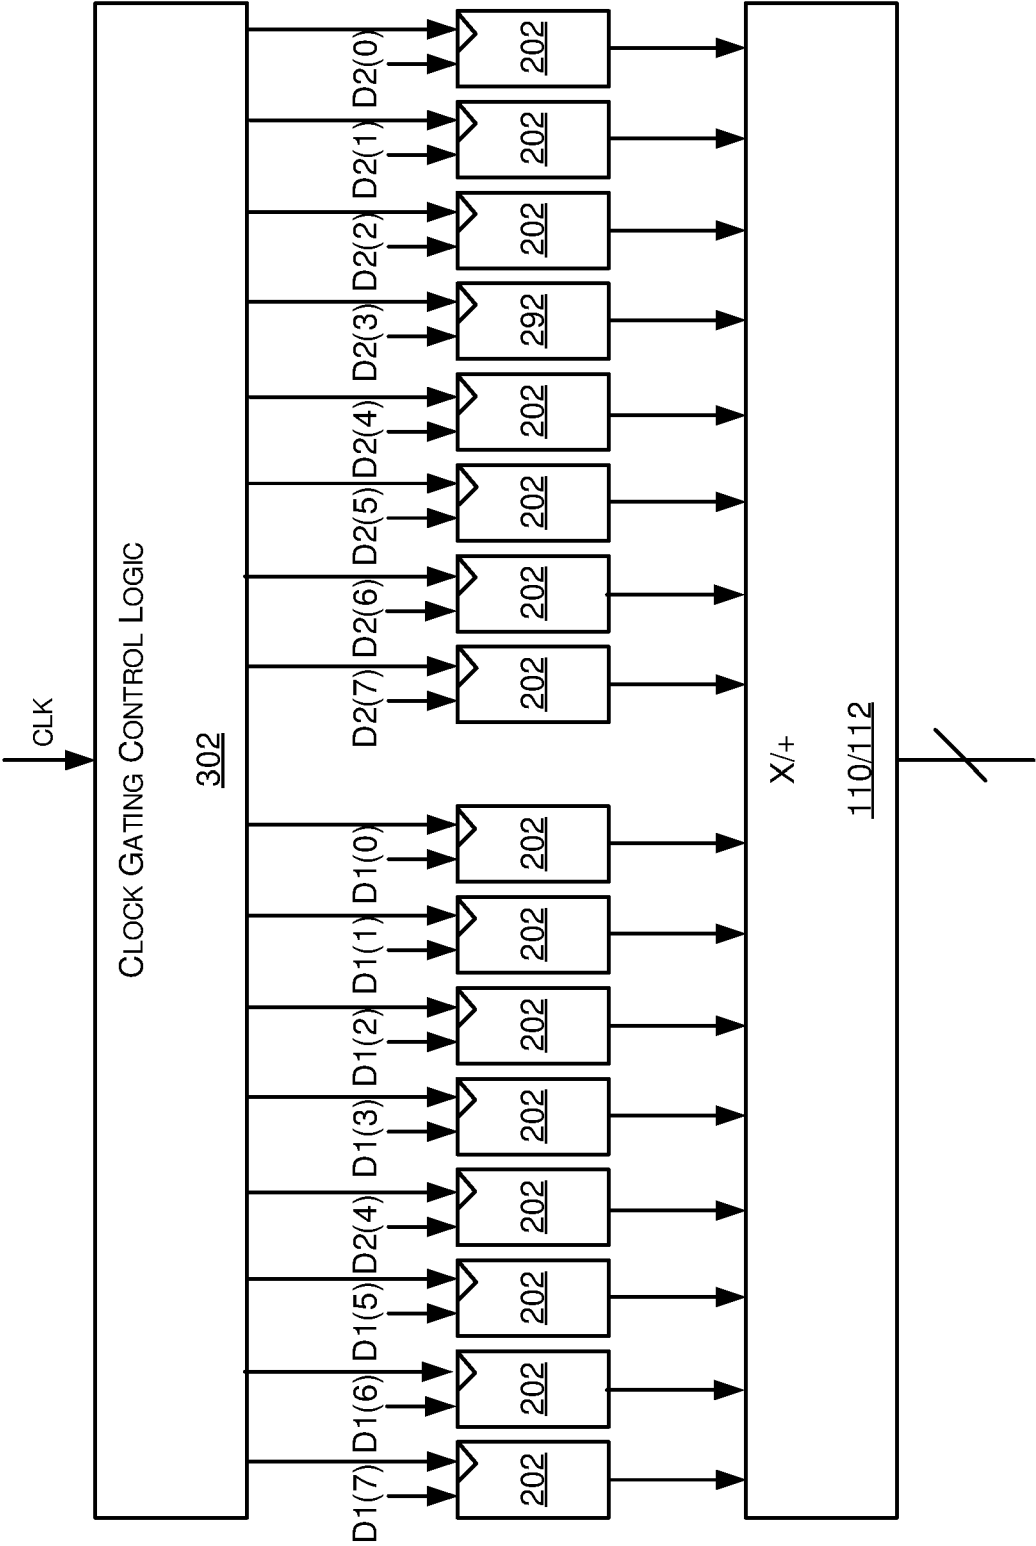 CLK
CLOCK GATING CONTROL LOGIC
302
D1(7) D1(6) D1(5) D2(4) D1(3) D1(2) D1(1) D1(0) D2(7) D2(6) D2(5) D2(4) D2(3) D2(2) D2(1) D2(0)
202 202 202 202 202 202 202 202 202 202 202 202 292 202 202 202
X/+
110/112